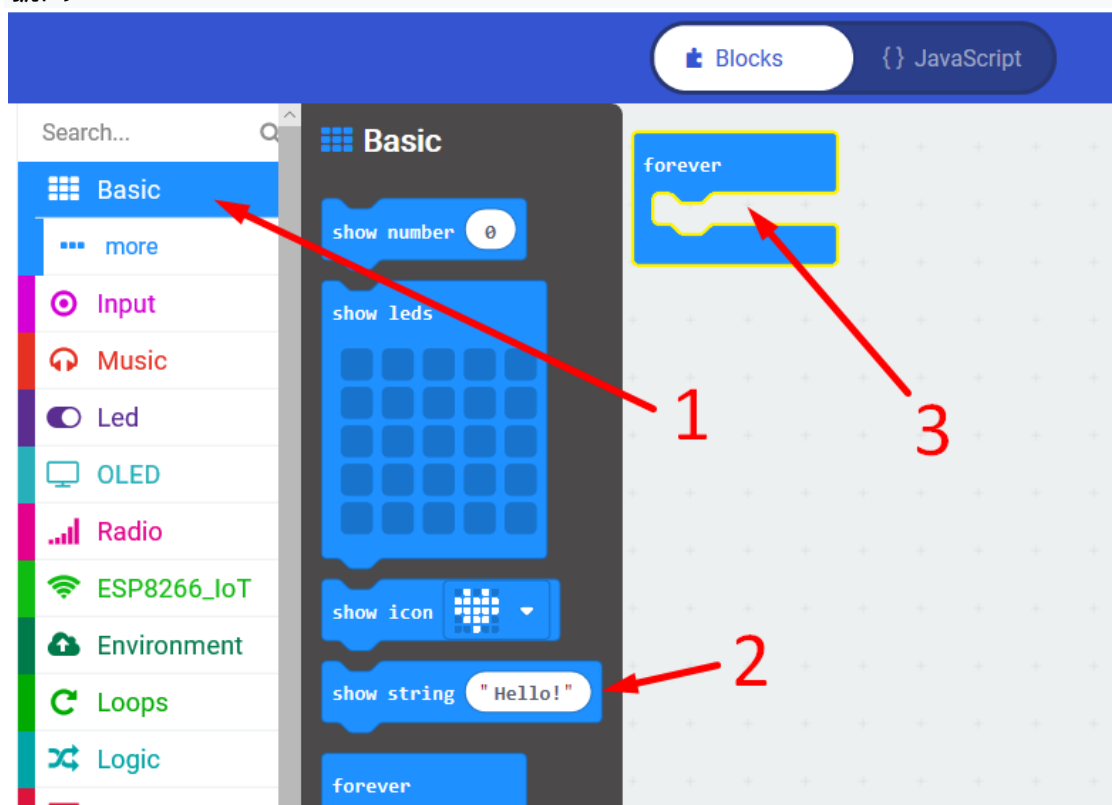 Blocks
{} JavaScript
Search...
Basic
more
Input
Music
Led
OLED
Radio
ESP8266_IoT
Environment
Loops
Logic
Basic
show number 0
show leds
show icon
show string "Hello!"
forever
forever
1
2
3